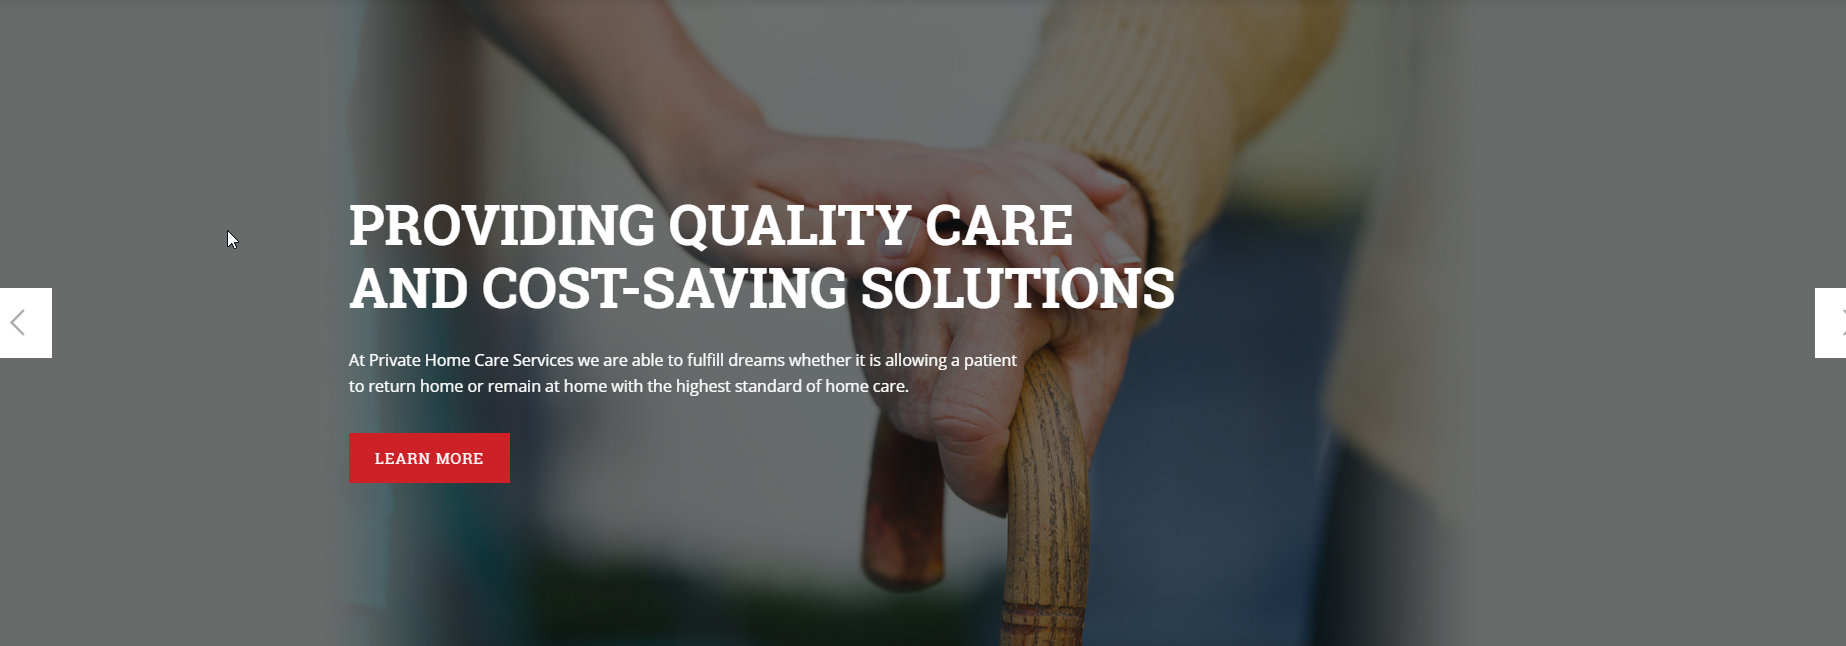 PROVIDING QUALITY CARE
AND COST-SAVING SOLUTIONS
At Private Home Care Services we are able to fulfill dreams whether it is allowing a patient
to return home or remain at home with the highest standard of home care.
LEARN MORE